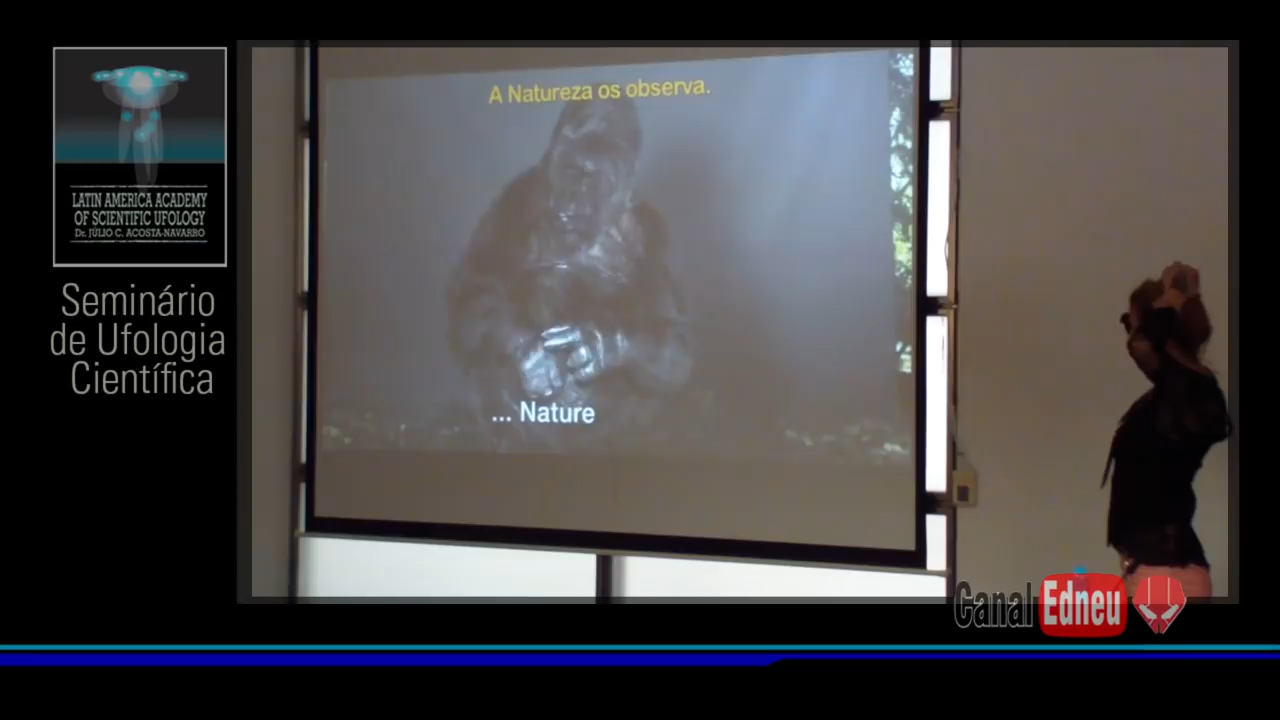 LATIN AMERICA ACADEMY
OF SCIENTIFIC UFOLOGY
Dr. JÚLIO C. ACOSTA-NAVARRO
Seminário
de Ufologia
Científica
A Natureza os observa.
... Nature
Canal Edneu